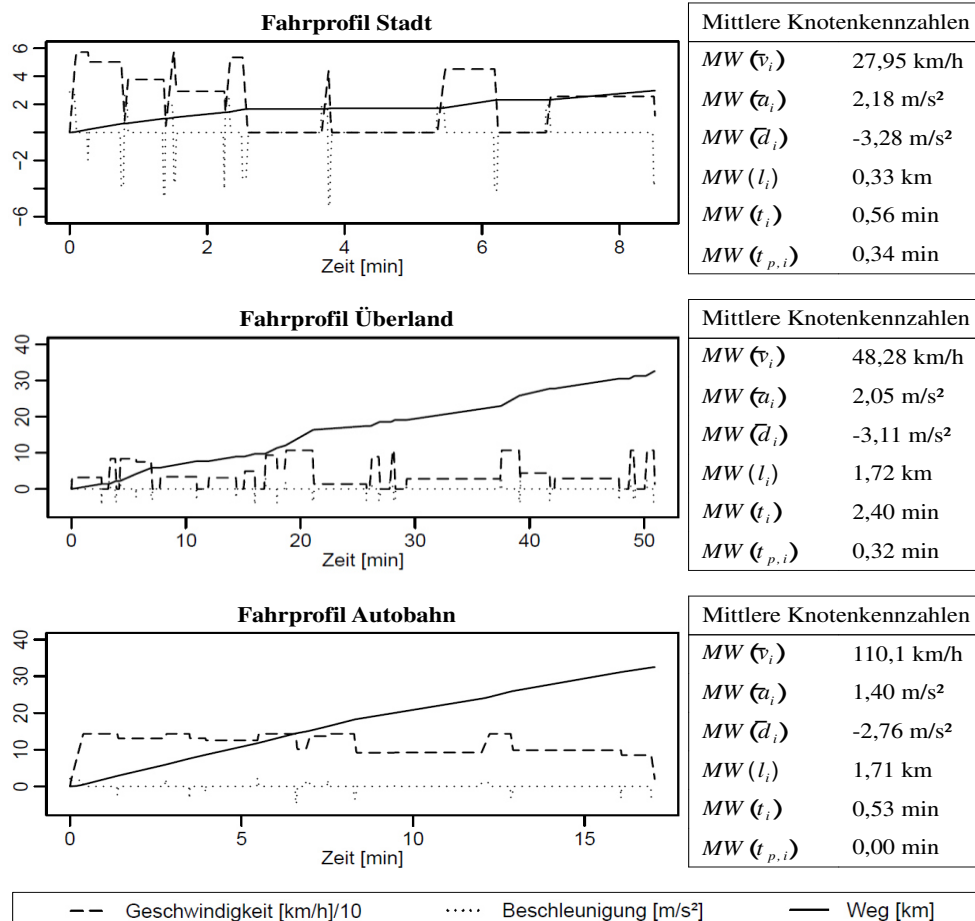 Fahrprofil Stadt
6
4
2
0
-2
-6
0
2
4
6
8
Zeit [min]
Mittlere Knotenkennzahlen
MW (v̄i) 27,95 km/h
MW (āi) 2,18 m/s²
MW (d̄i) -3,28 m/s²
MW (li) 0,33 km
MW (ti) 0,56 min
MW (tp,i) 0,34 min
Fahrprofil Überland
40
30
20
10
0
0
10
20
30
40
50
Zeit [min]
Mittlere Knotenkennzahlen
MW (v̄i) 48,28 km/h
MW (āi) 2,05 m/s²
MW (d̄i) -3,11 m/s²
MW (li) 1,72 km
MW (ti) 2,40 min
MW (tp,i) 0,32 min
Fahrprofil Autobahn
40
30
20
10
0
0
5
10
15
Zeit [min]
Mittlere Knotenkennzahlen
MW (v̄i) 110,1 km/h
MW (āi) 1,40 m/s²
MW (d̄i) -2,76 m/s²
MW (li) 1,71 km
MW (ti) 0,53 min
MW (tp,i) 0,00 min
Geschwindigkeit [km/h]/10 Beschleunigung [m/s²] Weg [km]